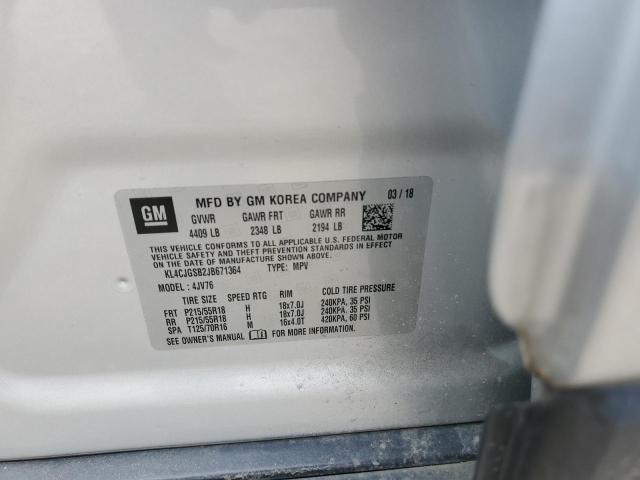 GM
MFD BY GM KOREA COMPANY 03 / 18
GVWR GAWR FRT GAWR RR
4409 LB 2348 LB 2194 LB
THIS VEHICLE CONFORMS TO ALL APPLICABLE U.S. FEDERAL MOTOR
VEHICLE SAFETY AND THEFT PREVENTION STANDARDS IN EFFECT
ON THE DATE OF MANUFACTURE SHOWN ABOVE.
KL4CJGSB2JB671364 TYPE: MPV
MODEL : 4JV76
TIRE SIZE SPEED RTG RIM COLD TIRE PRESSURE
FRT P215/55R18 H 18x7.0J 240KPA, 35 PSI
RR P215/55R18 H 18x7.0J 240KPA, 35 PSI
SPA T125/70R16 M 16x4.0T 420KPA, 60 PSI
SEE OWNER'S MANUAL FOR MORE INFORMATION